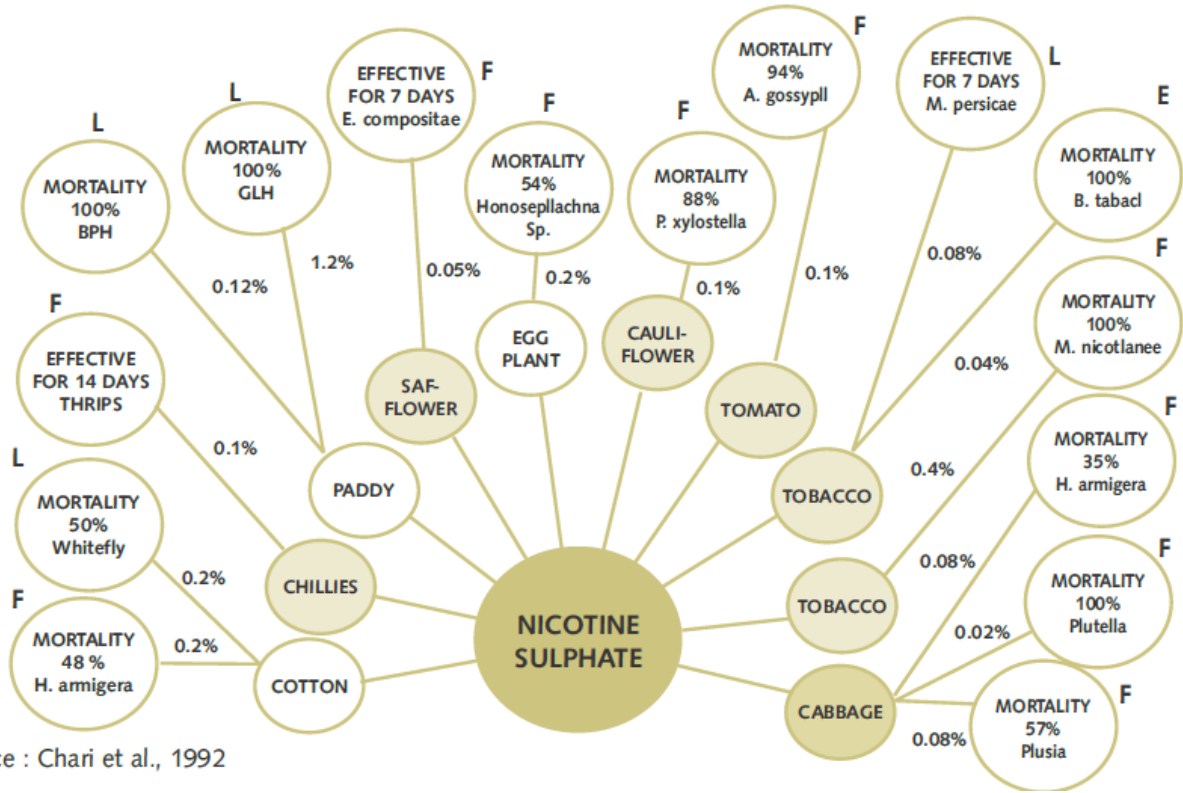 F
MORTALITY
94%
A. gossypll
F
EFFECTIVE
FOR 7 DAYS
E. compositae
L
EFFECTIVE
FOR 7 DAYS
M. persicae
L
MORTALITY
100%
GLH
F
MORTALITY
54%
Honosepllachna
Sp.
F
MORTALITY
88%
P. xylostella
E
MORTALITY
100%
B. tabacl
L
MORTALITY
100%
BPH
0.12%
1.2%
0.05%
0.2%
0.1%
0.1%
0.08%
0.04%
F
MORTALITY
100%
M. nicotlanee
F
EFFECTIVE
FOR 14 DAYS
THRIPS
0.1%
SAF-
FLOWER
EGG
PLANT
CAULI-
FLOWER
TOMATO
0.4%
F
MORTALITY
35%
H. armigera
L
MORTALITY
50%
Whitefly
0.2%
PADDY
TOBACCO
0.08%
F
MORTALITY
100%
Plutella
0.02%
CHILLIES
TOBACCO
F
MORTALITY
48 %
H. armigera
0.2%
COTTON
NICOTINE
SULPHATE
CABBAGE
0.08%
F
MORTALITY
57%
Plusia
ce : Chari et al., 1992